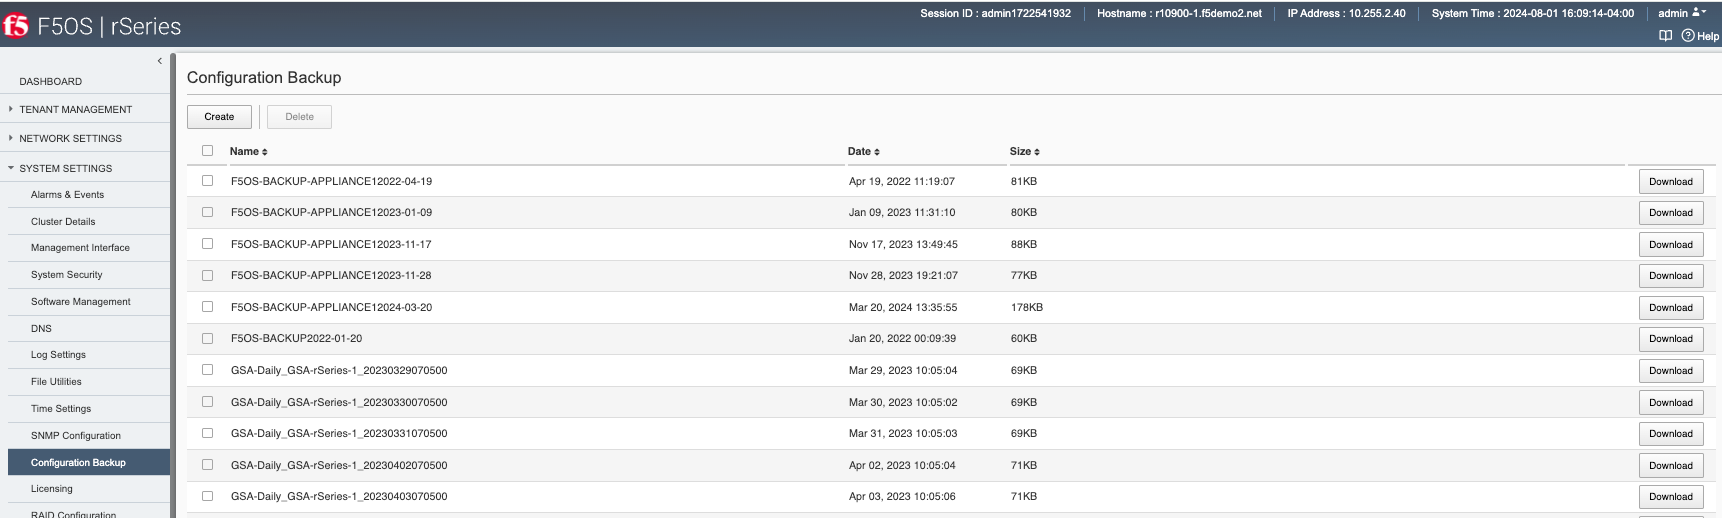 Session ID : admin1722541932 Hostname : r10900-1.f5demo2.net IP Address : 10.255.2.40 System Time : 2024-08-01 16:09:14-04:00 admin
f5 F5OS | rSeries
Help
DASHBOARD
TENANT MANAGEMENT
NETWORK SETTINGS
SYSTEM SETTINGS
Alarms & Events
Cluster Details
Management Interface
System Security
Software Management
DNS
Log Settings
File Utilities
Time Settings
SNMP Configuration
Configuration Backup
Licensing
RAID Configuration
Configuration Backup
Create Delete
Name Date Size
F5OS-BACKUP-APPLIANCE12022-04-19 Apr 19, 2022 11:19:07 81KB Download
F5OS-BACKUP-APPLIANCE12023-01-09 Jan 09, 2023 11:31:10 80KB Download
F5OS-BACKUP-APPLIANCE12023-11-17 Nov 17, 2023 13:49:45 88KB Download
F5OS-BACKUP-APPLIANCE12023-11-28 Nov 28, 2023 19:21:07 77KB Download
F5OS-BACKUP-APPLIANCE12024-03-20 Mar 20, 2024 13:35:55 178KB Download
F5OS-BACKUP2022-01-20 Jan 20, 2022 00:09:39 60KB Download
GSA-Daily_GSA-rSeries-1_20230329070500 Mar 29, 2023 10:05:04 69KB Download
GSA-Daily_GSA-rSeries-1_20230330070500 Mar 30, 2023 10:05:02 69KB Download
GSA-Daily_GSA-rSeries-1_20230331070500 Mar 31, 2023 10:05:03 69KB Download
GSA-Daily_GSA-rSeries-1_20230402070500 Apr 02, 2023 10:05:04 71KB Download
GSA-Daily_GSA-rSeries-1_20230403070500 Apr 03, 2023 10:05:06 71KB Download